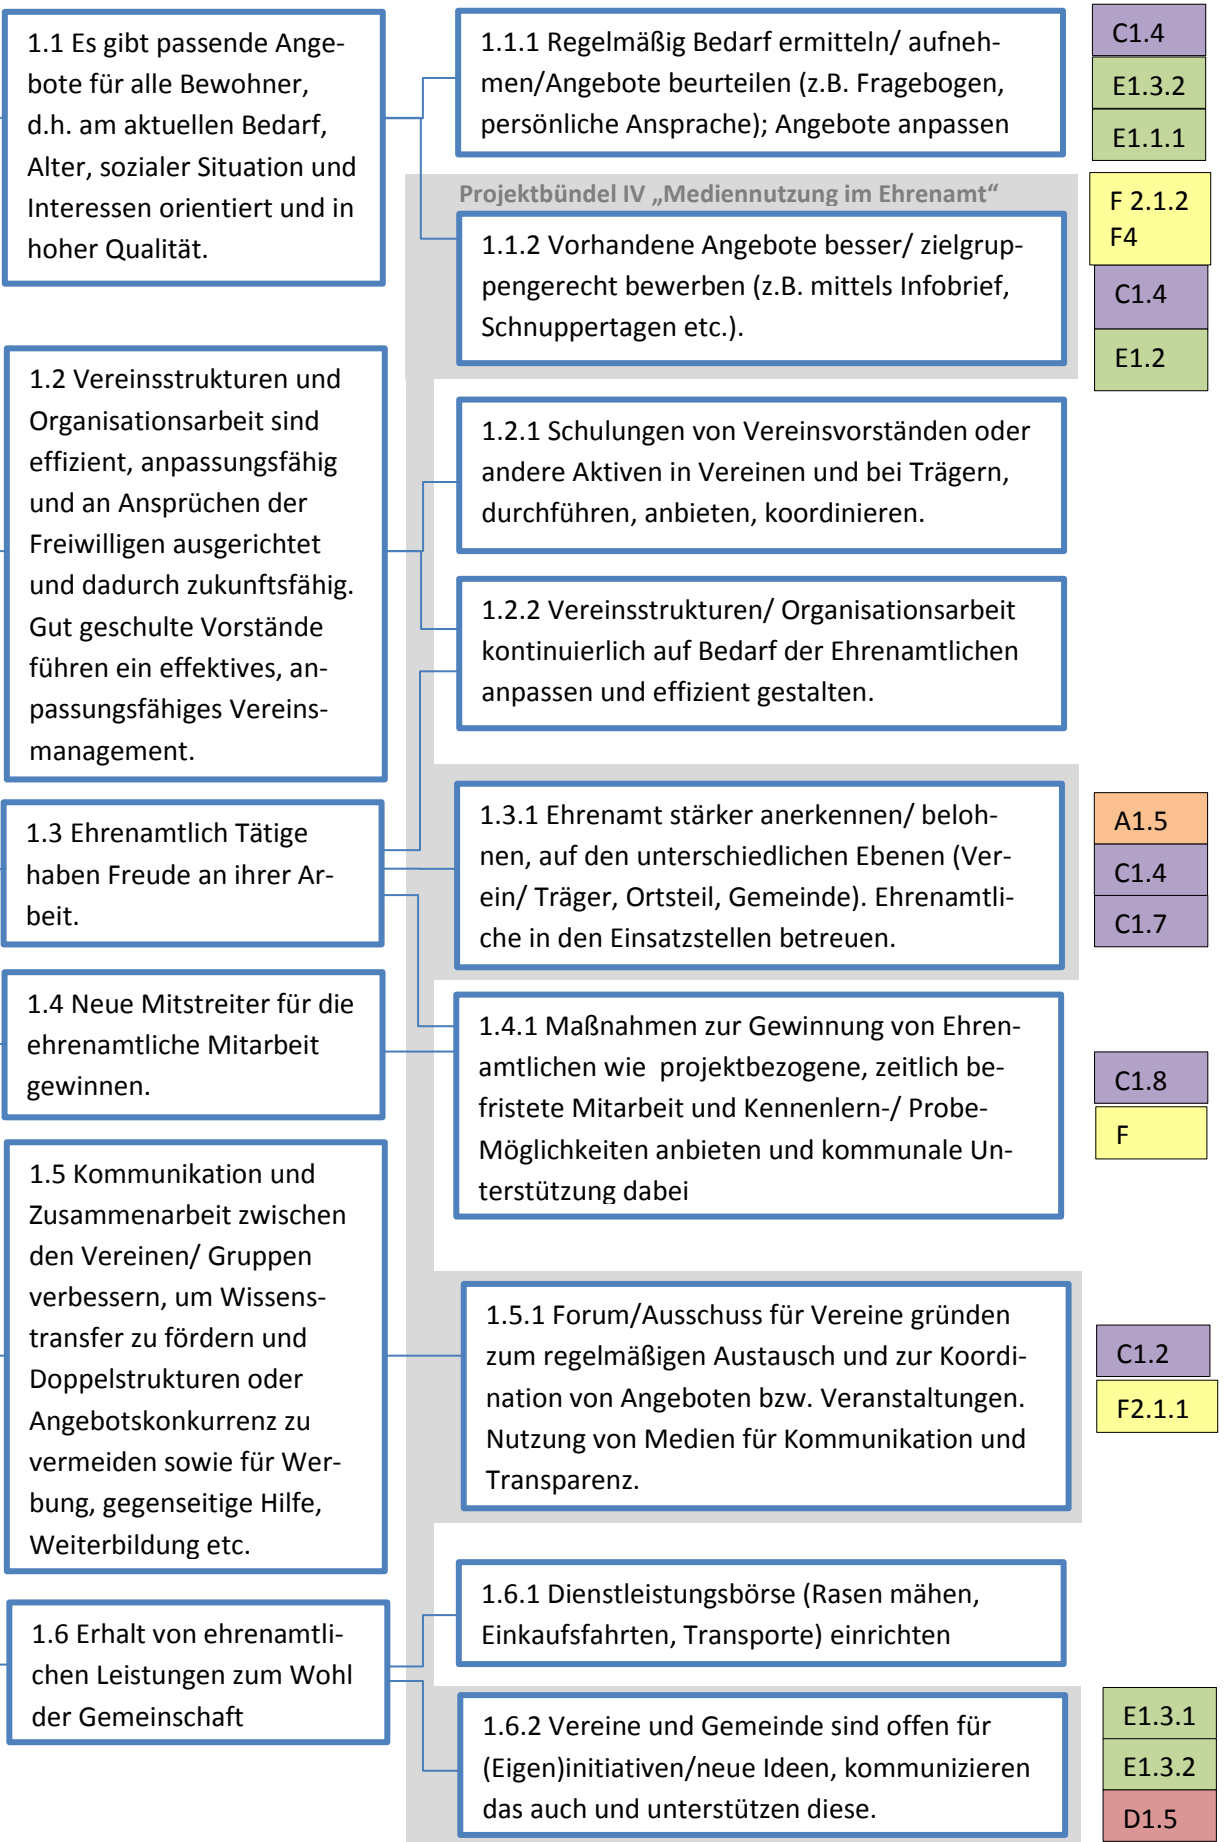 1.1 Es gibt passende Ange-
bote für alle Bewohner,
d.h. am aktuellen Bedarf,
Alter, sozialer Situation und
Interessen orientiert und in
hoher Qualität.
1.1.1 Regelmäßig Bedarf ermitteln/ aufneh-
men/Angebote beurteilen (z.B. Fragebogen,
persönliche Ansprache); Angebote anpassen
C1.4
E1.3.2
E1.1.1
Projektbündel IV „Mediennutzung im Ehrenamt“
1.1.2 Vorhandene Angebote besser/ zielgrup-
pengerecht bewerben (z.B. mittels Infobrief,
Schnuppertagen etc.).
F 2.1.2
F4
C1.4
E1.2
1.2 Vereinsstrukturen und
Organisationsarbeit sind
effizient, anpassungsfähig
und an Ansprüchen der
Freiwilligen ausgerichtet
und dadurch zukunftsfähig.
Gut geschulte Vorstände
führen ein effektives, an-
passungsfähiges Vereins-
management.
1.2.1 Schulungen von Vereinsvorständen oder
andere Aktiven in Vereinen und bei Trägern,
durchführen, anbieten, koordinieren.
1.2.2 Vereinsstrukturen/ Organisationsarbeit
kontinuierlich auf Bedarf der Ehrenamtlichen
anpassen und effizient gestalten.
1.3 Ehrenamtlich Tätige
haben Freude an ihrer Ar-
beit.
1.3.1 Ehrenamt stärker anerkennen/ beloh-
nen, auf den unterschiedlichen Ebenen (Ver-
ein/ Träger, Ortsteil, Gemeinde). Ehrenamtli-
che in den Einsatzstellen betreuen.
A1.5
C1.4
C1.7
1.4 Neue Mitstreiter für die
ehrenamtliche Mitarbeit
gewinnen.
1.4.1 Maßnahmen zur Gewinnung von Ehren-
amtlichen wie  projektbezogene, zeitlich be-
fristete Mitarbeit und Kennenlern-/ Probe-
Möglichkeiten anbieten und kommunale Un-
terstützung dabei
C1.8
F
1.5 Kommunikation und
Zusammenarbeit zwischen
den Vereinen/ Gruppen
verbessern, um Wissens-
transfer zu fördern und
Doppelstrukturen oder
Angebotskonkurrenz zu
vermeiden sowie für Wer-
bung, gegenseitige Hilfe,
Weiterbildung etc.
1.5.1 Forum/Ausschuss für Vereine gründen
zum regelmäßigen Austausch und zur Koordi-
nation von Angeboten bzw. Veranstaltungen.
Nutzung von Medien für Kommunikation und
Transparenz.
C1.2
F2.1.1
1.6 Erhalt von ehrenamtli-
chen Leistungen zum Wohl
der Gemeinschaft
1.6.1 Dienstleistungsbörse (Rasen mähen,
Einkaufsfahrten, Transporte) einrichten
1.6.2 Vereine und Gemeinde sind offen für
(Eigen)initiativen/neue Ideen, kommunizieren
das auch und unterstützen diese.
E1.3.1
E1.3.2
D1.5